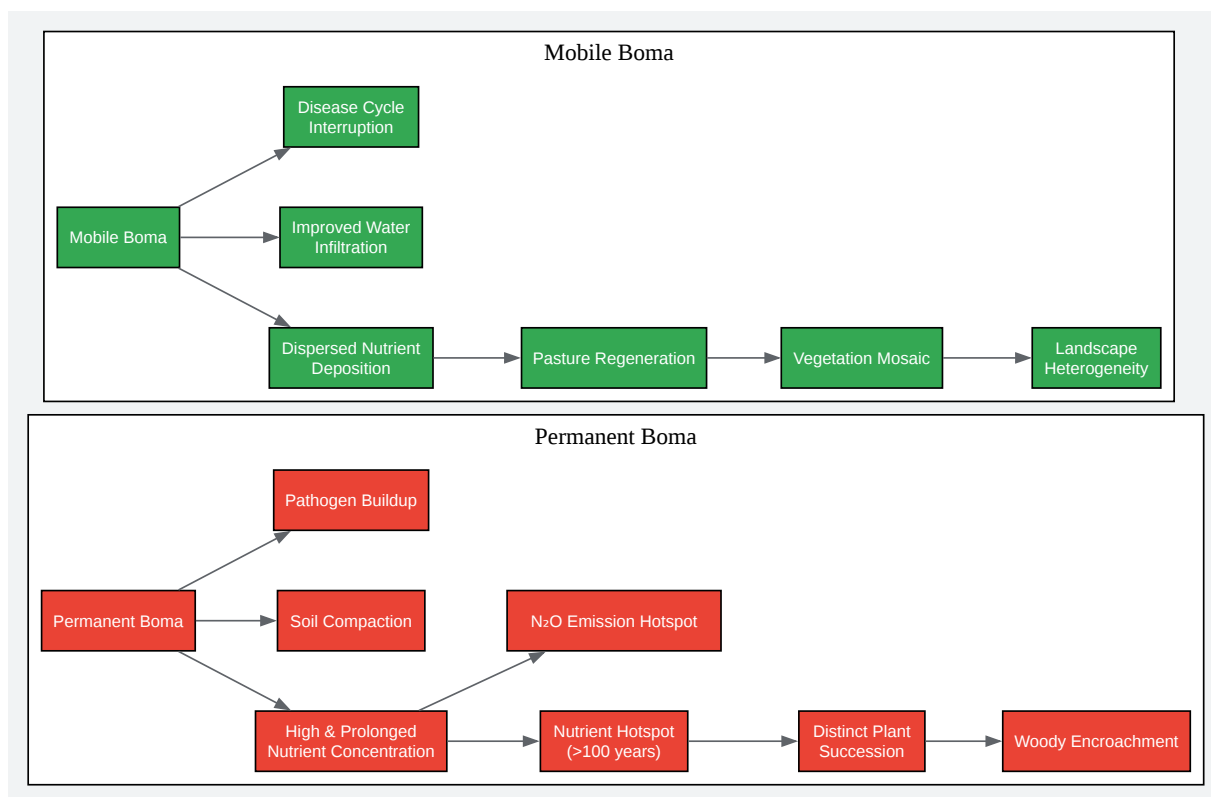 Mobile Boma
Disease Cycle
Interruption
Mobile Boma
Improved Water
Infiltration
Dispersed Nutrient
Deposition
Pasture Regeneration
Vegetation Mosaic
Landscape
Heterogeneity
Permanent Boma
Pathogen Buildup
Permanent Boma
Soil Compaction
N₂O Emission Hotspot
High & Prolonged
Nutrient Concentration
Nutrient Hotspot
(>100 years)
Distinct Plant
Succession
Woody Encroachment